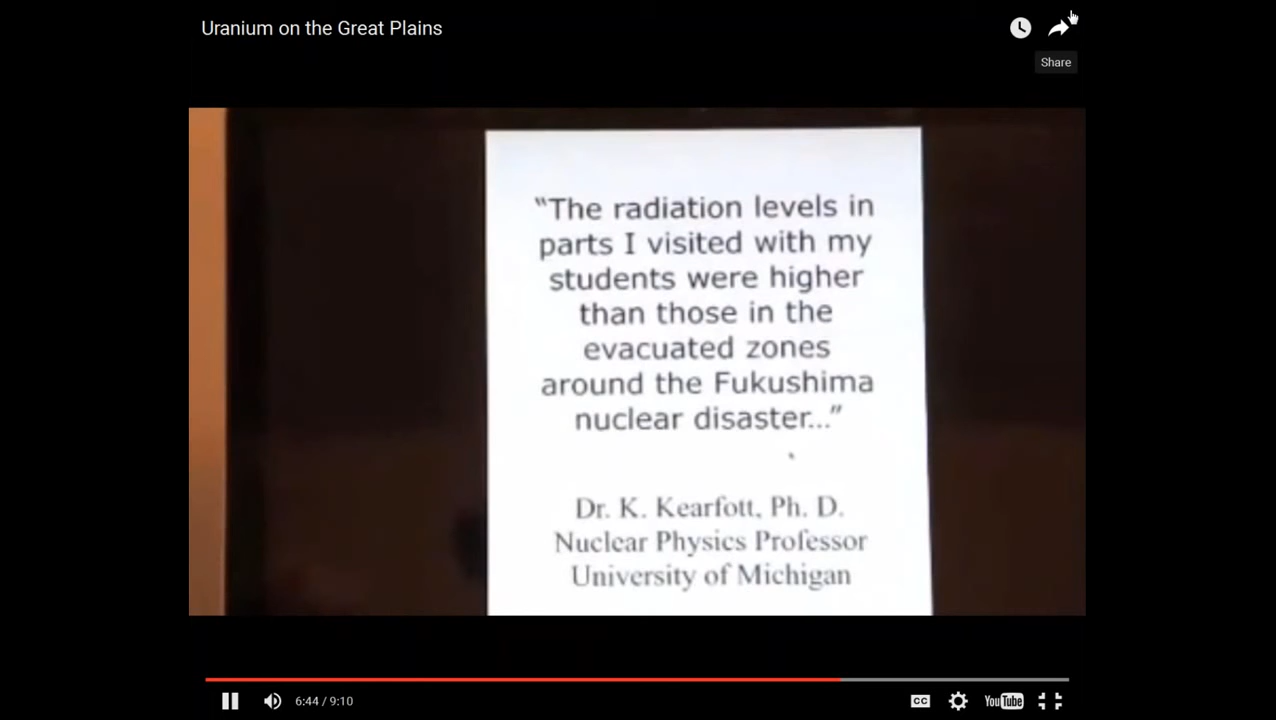 Uranium on the Great Plains
Share
“The radiation levels in
parts I visited with my
students were higher
than those in the
evacuated zones
around the Fukushima
nuclear disaster...”
Dr. K. Kearfott, Ph. D.
Nuclear Physics Professor
University of Michigan
6:44 / 9:10
CC
YouTube